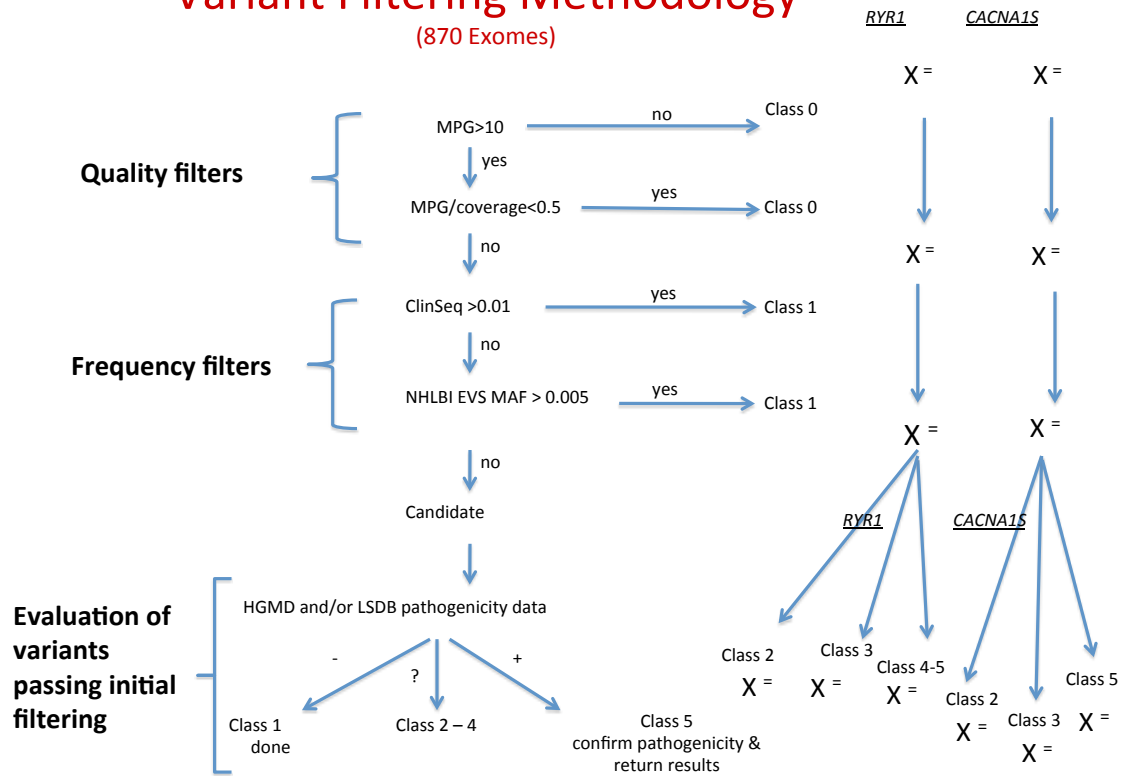 Variant Filtering Methodology
(870 Exomes)
RYR1 CACNA1S
X = X =
MPG>10 no Class 0
yes
Quality filters
MPG/coverage<0.5 yes Class 0
no
X = X =
ClinSeq >0.01 yes Class 1
no
Frequency filters
NHLBI EVS MAF > 0.005 yes Class 1
X = X =
no
Candidate
RYR1 CACNA1S
Evaluation of
variants
passing initial
filtering
HGMD and/or LSDB pathogenicity data
- ? +
Class 1
done
Class 2 – 4
Class 5
confirm pathogenicity &
return results
Class 2
X =
Class 3
X =
Class 4-5
X =
Class 2
X =
Class 3
X =
Class 5
X =